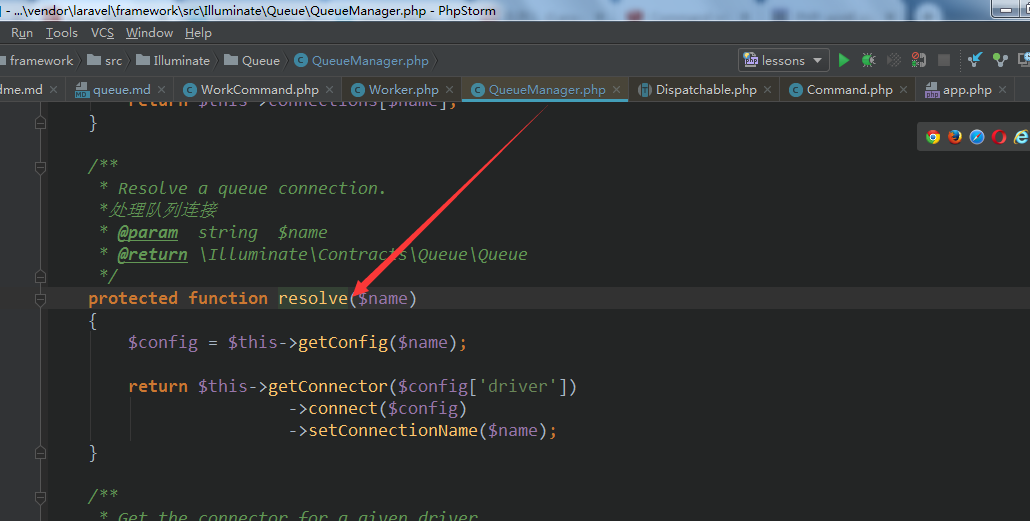 - ...\vendor\laravel\framework\src\Illuminate\Queue\QueueManager.php - PhpStorm
Run Tools VCS Window Help
framework src Illuminate Queue QueueManager.php lessons
me.md queue.md WorkCommand.php Worker.php QueueManager.php Dispatchable.php Command.php app.php
return $this->connections[$name];
}
/**
* Resolve a queue connection.
*处理队列连接
* @param string $name
* @return \Illuminate\Contracts\Queue\Queue
*/
protected function resolve($name)
{
$config = $this->getConfig($name);
return $this->getConnector($config['driver'])
->connect($config)
->setConnectionName($name);
}
/**
* Get the connector for a given driver